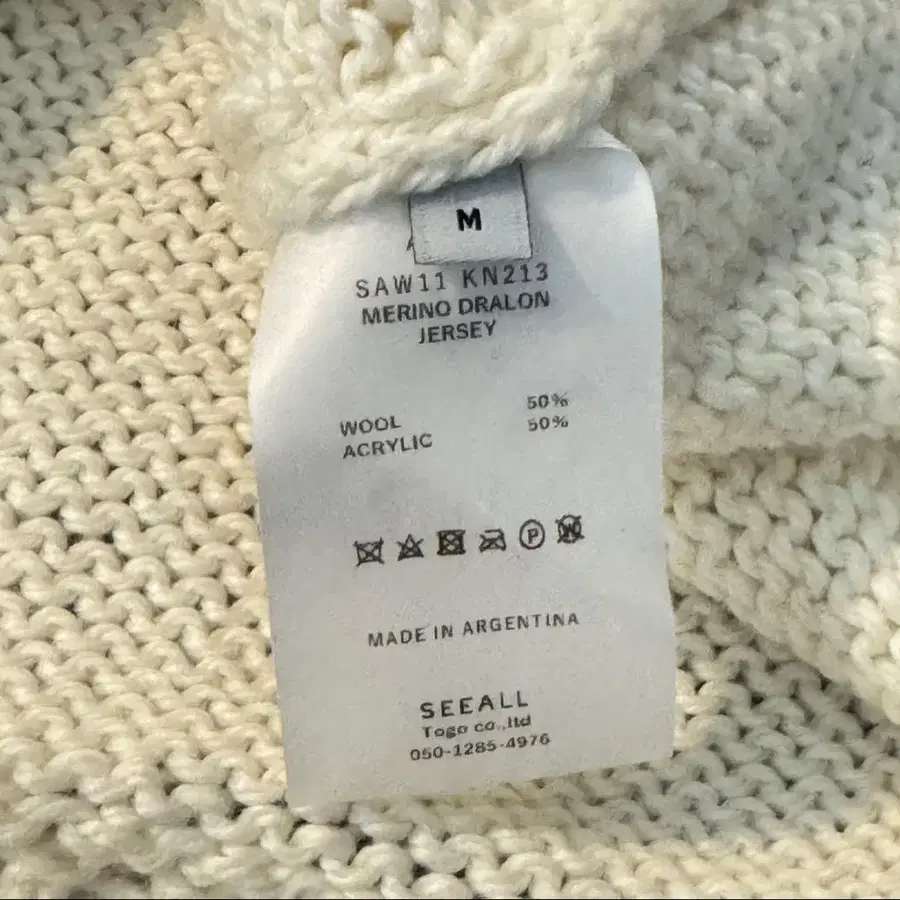 M
SAW11 KN213
MERINO DRALON
JERSEY
WOOL 50%
ACRYLIC 50%
P W
MADE IN ARGENTINA
SEEALL
Togo co.,ltd
050-1285-4976